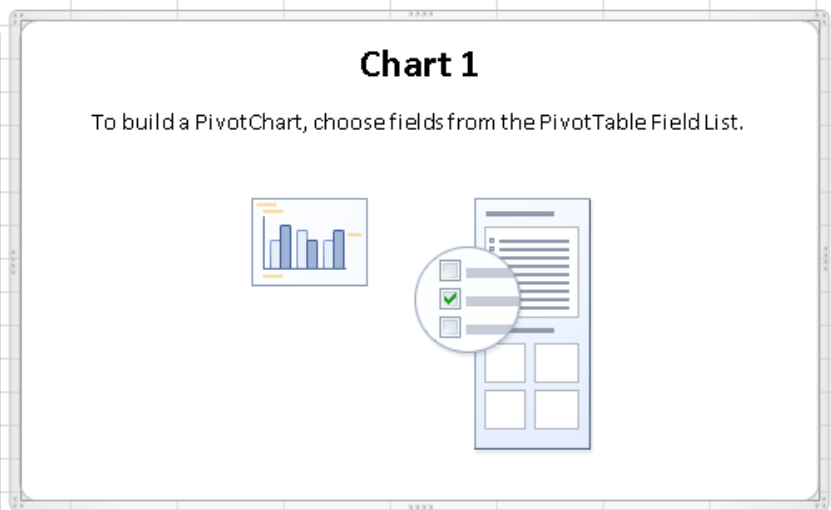 Chart 1
To build a PivotChart, choose fields from the PivotTable Field List.